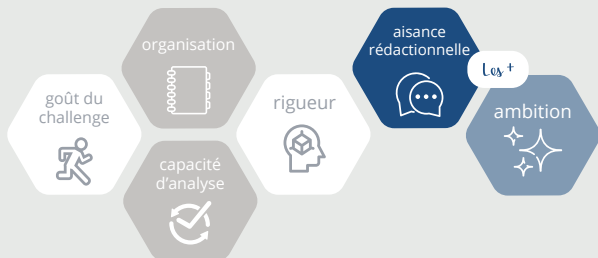 goût du
challenge
organisation
capacité
d'analyse
rigueur
aisance
rédactionnelle
Les +
ambition